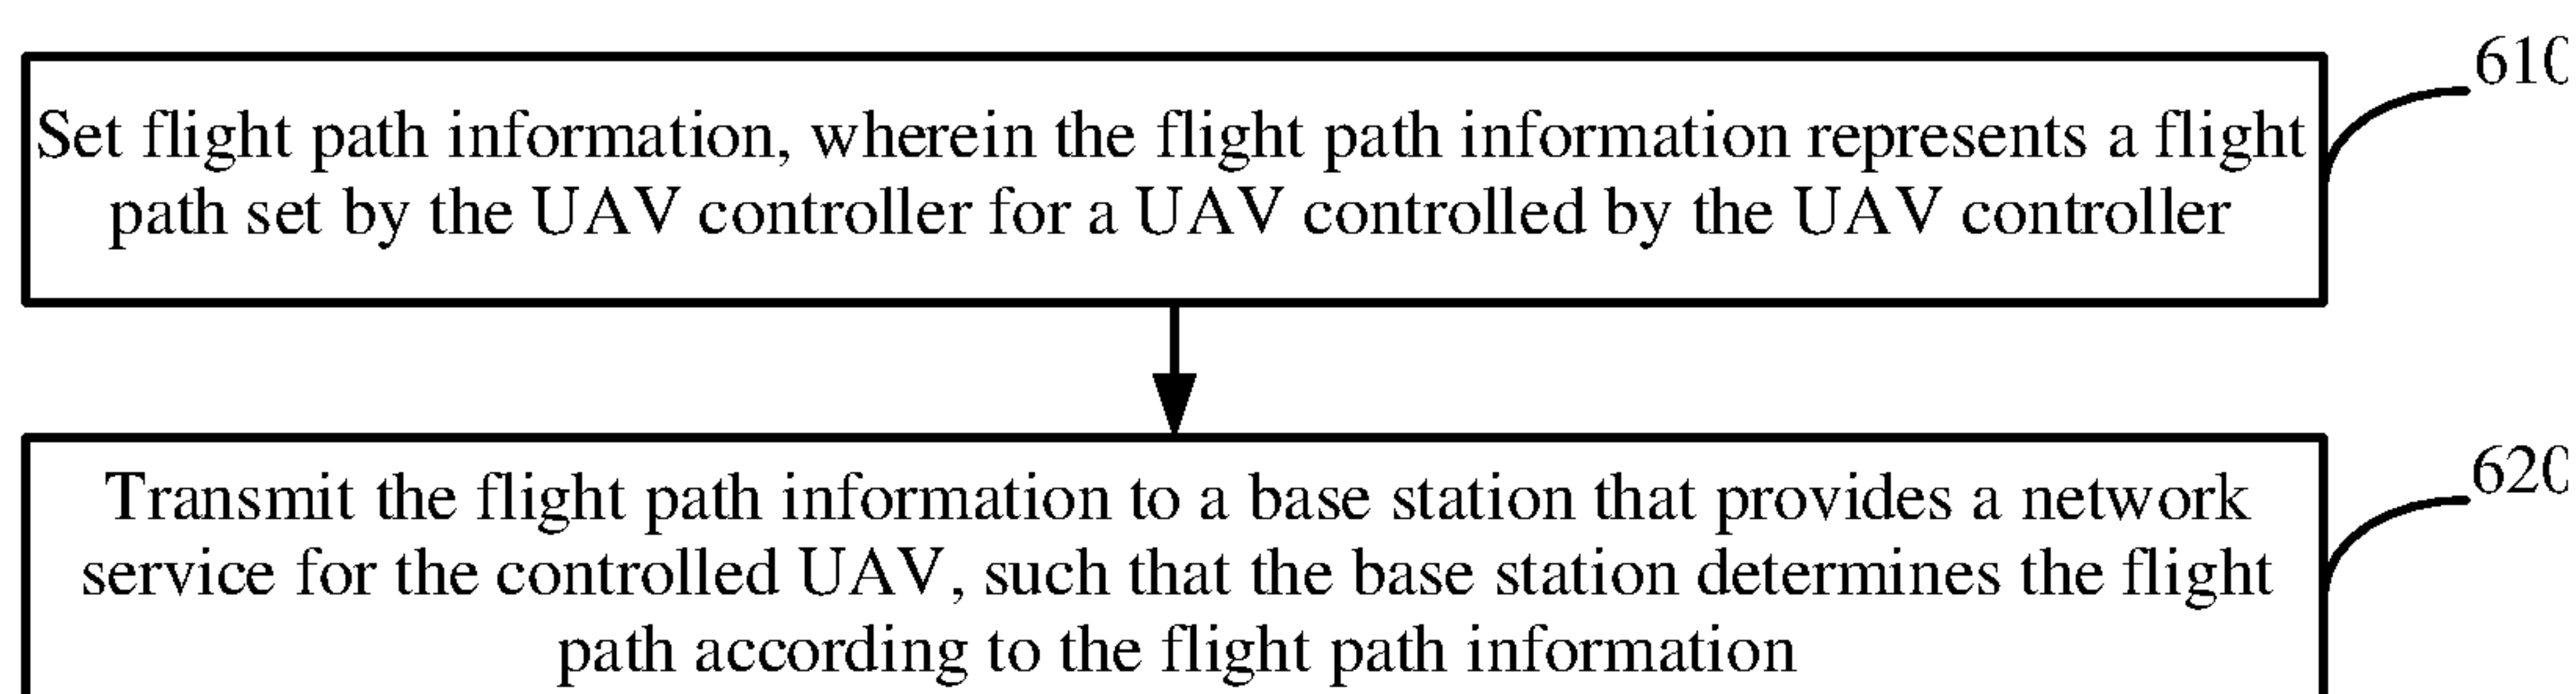 610
Set flight path information, wherein the flight path information represents a flight
path set by the UAV controller for a UAV controlled by the UAV controller
620
Transmit the flight path information to a base station that provides a network
service for the controlled UAV, such that the base station determines the flight
path according to the flight path information